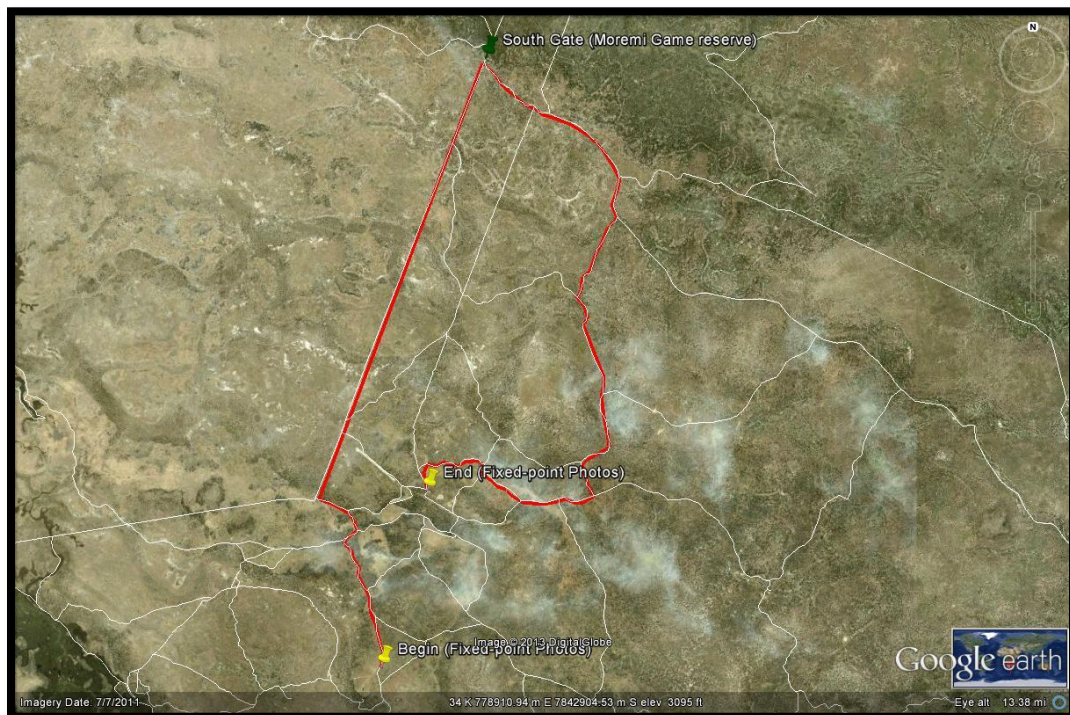 N
South Gate (Moremi Game reserve)
End (Fixed-point Photos)
Begin (Fixed-point Photos)
Image © 2013 DigitalGlobe
Google earth
Imagery Date: 7/7/2011
34 K 778910.94 m E 7842904.53 m S elev 3095 ft
Eye alt 13.38 mi